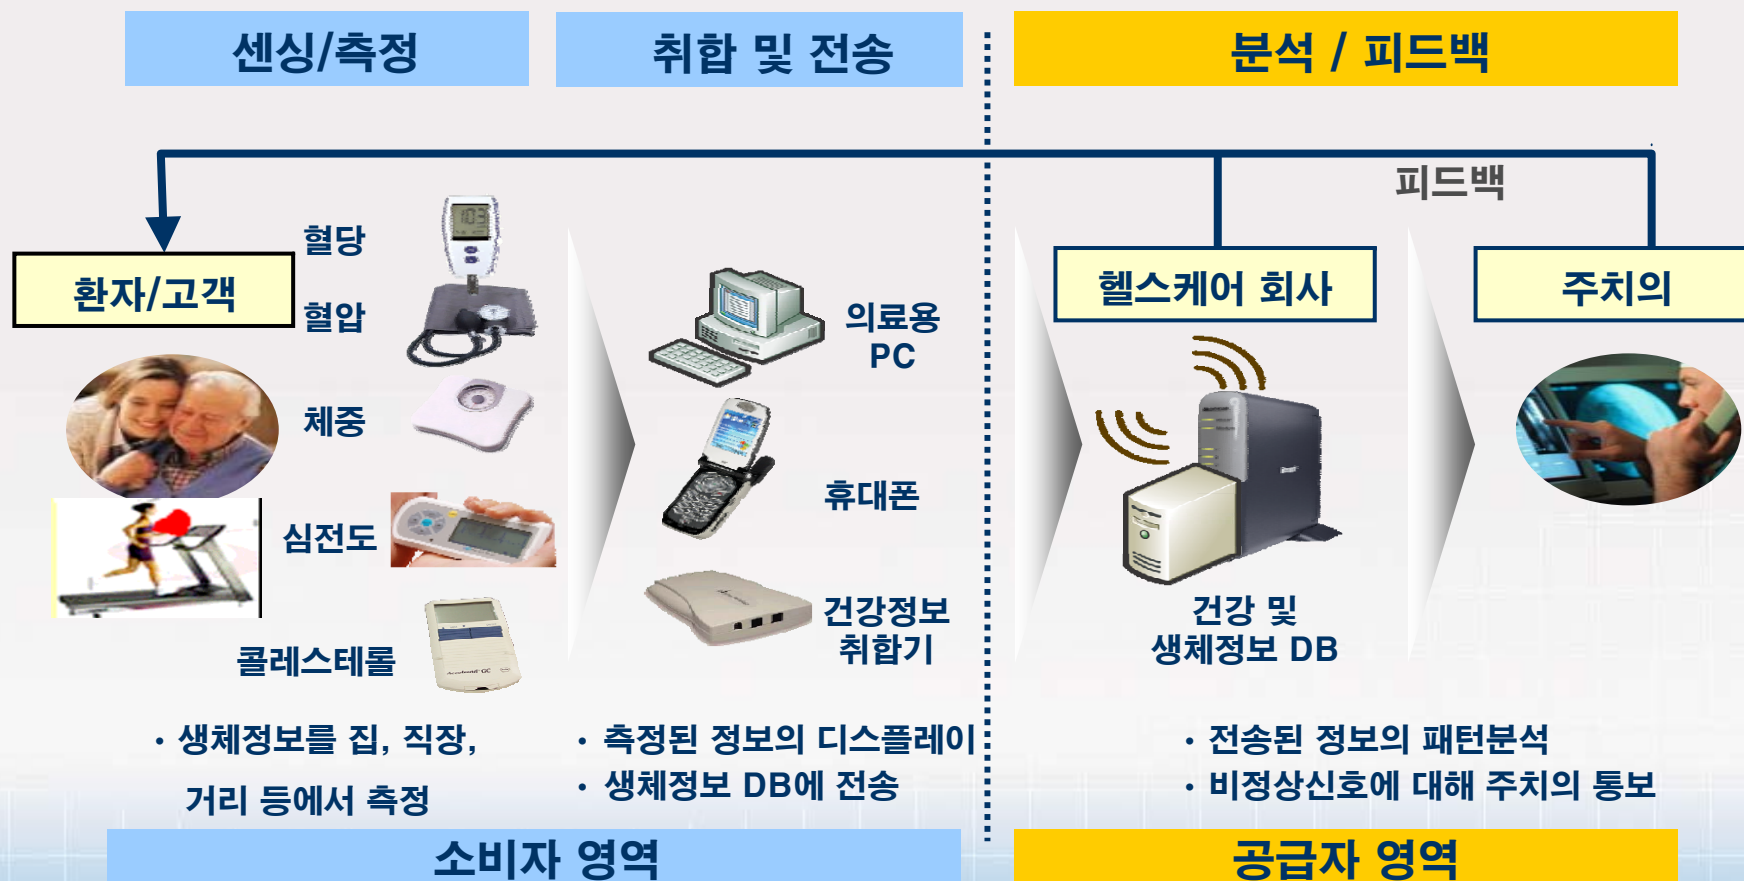 센싱/측정
취합 및 전송
분석 / 피드백
피드백
환자/고객
혈당
103
혈압
체중
심전도
콜레스테롤
의료용
PC
휴대폰
건강정보
취합기
헬스케어 회사
주치의
건강 및
생체정보 DB
· 생체정보를 집, 직장,
거리 등에서 측정
· 측정된 정보의 디스플레이
· 생체정보 DB에 전송
· 전송된 정보의 패턴분석
· 비정상신호에 대해 주치의 통보
소비자 영역
공급자 영역